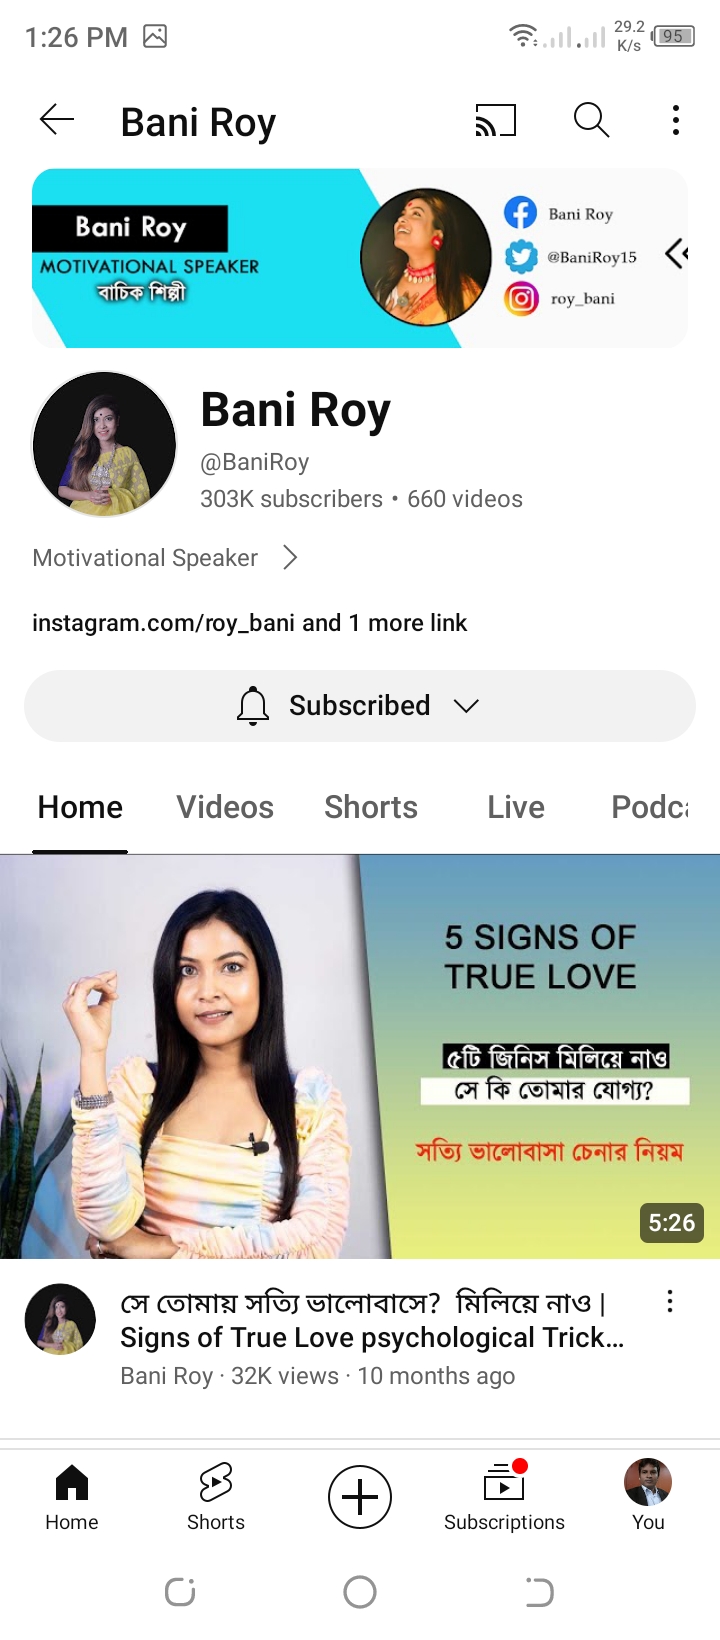 1:26 PM
29.2
K/s
95
Bani Roy
Bani Roy
MOTIVATIONAL SPEAKER
বাচিক শিল্পী
Bani Roy
@BaniRoy15
roy_bani
Bani Roy
@BaniRoy
303K subscribers • 660 videos
Motivational Speaker
instagram.com/roy_bani and 1 more link
Subscribed
Home Videos Shorts Live Podca
5 SIGNS OF
TRUE LOVE
৫টি জিনিস মিলিয়ে নাও
সে কি তোমার যোগ্য?
সত্যি ভালোবাসা চেনার নিয়ম
5:26
সে তোমায় সত্যি ভালোবাসে? মিলিয়ে নাও |
Signs of True Love psychological Trick...
Bani Roy · 32K views · 10 months ago
Home Shorts Subscriptions You